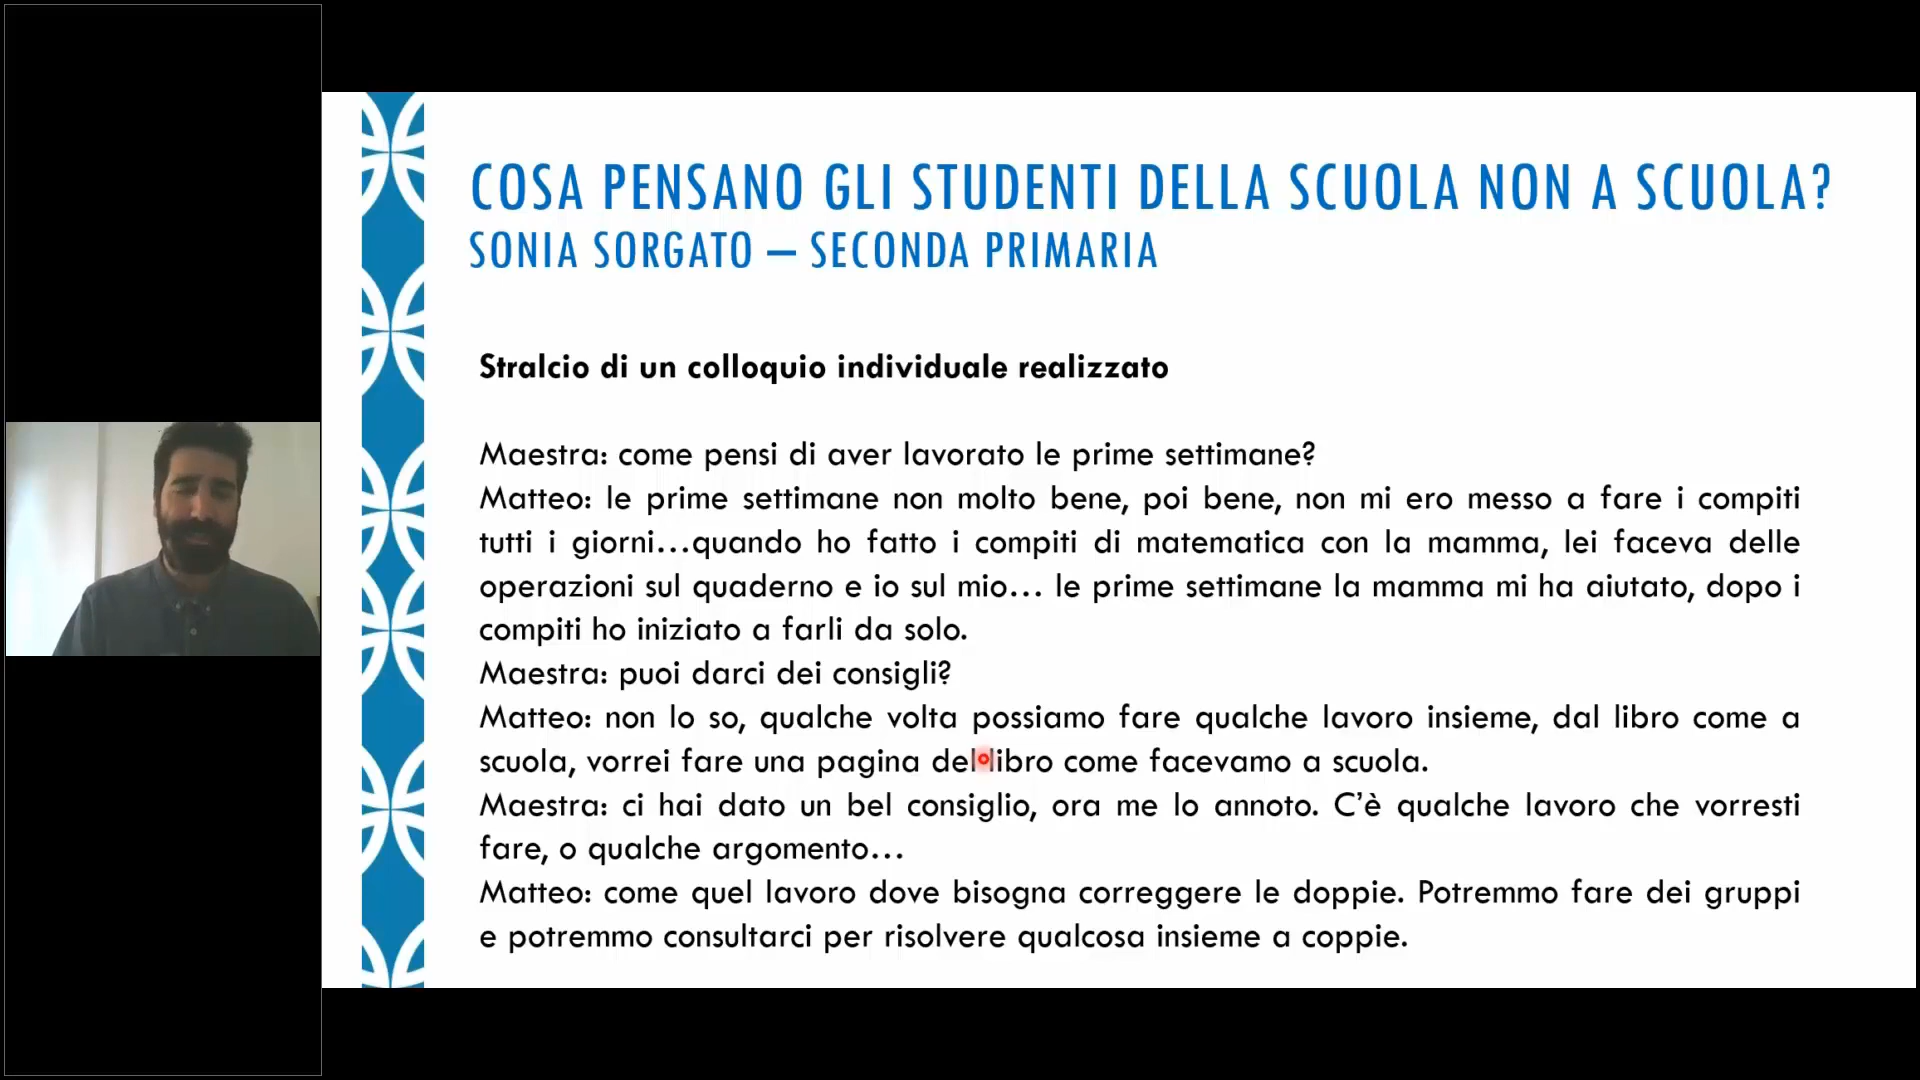 COSA PENSANO GLI STUDENTI DELLA SCUOLA NON A SCUOLA?
SONIA SORGATO – SECONDA PRIMARIA
Stralcio di un colloquio individuale realizzato
Maestra: come pensi di aver lavorato le prime settimane?
Matteo: le prime settimane non molto bene, poi bene, non mi ero messo a fare i compiti
tutti i giorni…quando ho fatto i compiti di matematica con la mamma, lei faceva delle
operazioni sul quaderno e io sul mio… le prime settimane la mamma mi ha aiutato, dopo i
compiti ho iniziato a farli da solo.
Maestra: puoi darci dei consigli?
Matteo: non lo so, qualche volta possiamo fare qualche lavoro insieme, dal libro come a
scuola, vorrei fare una pagina del libro come facevamo a scuola.
Maestra: ci hai dato un bel consiglio, ora me lo annoto. C’è qualche lavoro che vorresti
fare, o qualche argomento…
Matteo: come quel lavoro dove bisogna correggere le doppie. Potremmo fare dei gruppi
e potremmo consultarci per risolvere qualcosa insieme a coppie.